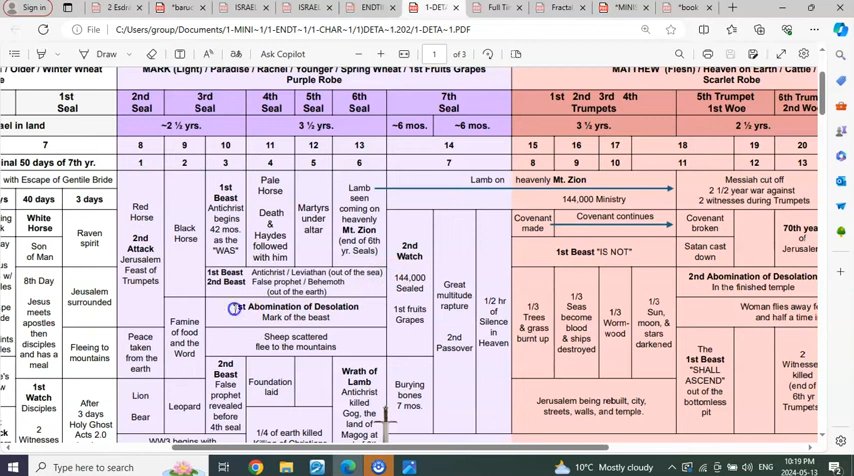 Sign in
2 Esdra
*baruc
ISRAEL
ISRAEL
ENDTII
1-DETA
Full Tim
Fractal
*MINIS
*book
File
C:/Users/group/Documents/1-MINI~1/1-ENDT~1/1-CHAR~1/1)DETA~1.202/1-DETA~1.PDF
Draw
Ask Copilot
1
of 3
/ Older / Winter Wheat
MARK (Light) / Paradise / Rachel / Younger / Spring Wheat / 1st Fruits Grapes
Purple Robe
MATTHEW (Flesh) / Heaven on Earth / Cattle /
Scarlet Robe
1st
Seal
2nd
Seal
3rd
Seal
4th
Seal
5th
Seal
6th
Seal
7th
Seal
1st 2nd 3rd 4th
Trumpets
5th Trumpet
1st Woe
6th Trump
2nd Woe
ael in land
~2 ½ yrs.
3 ½ yrs.
~6 mos.
~6 mos.
3 ½ yrs.
2 ½ yrs.
7
8
9
10
11
12
13
14
15
16
17
18
19
20
inal 50 days of 7th yr.
1
2
3
4
5
6
7
8
9
10
11
12
13
with Escape of Gentile Bride
40 days
3 days
White
Horse
Son of
Man
8th Day
Jesus
meets
apostles
then
disciples
and has a
meal
1st
Watch
Disciples
2
Witnesses
Raven
spirit
Jerusalem
surrounded
Fleeing to
mountains
After
3 days
Holy Ghost
Acts 2.0
Red
Horse
2nd
Attack
Jerusalem
Feast of
Trumpets
Peace
taken
from the
earth
Lion
Bear
Black
Horse
Famine
of food
and the
Word
Leopard
1st
Beast
Antichrist
begins
42 mos.
as the
"WAS"
Pale
Horse
Death
&
Haydes
followed
with him
Martyrs
under
altar
Lamb
seen
coming on
heavenly
Mt. Zion
(end of 6th
yr. Seals)
1st Beast Antichrist / Leviathan (out of the sea)
2nd Beast False prophet / Behemoth
(out of the earth)
1st Abomination of Desolation
Mark of the beast
Sheep scattered
flee to the mountains
2nd
Beast
False
prophet
revealed
before
4th seal
Foundation
laid
Wrath of
Lamb
Antichrist
killed
Gog, the
land of
Magog at
WW3 begins with
1/4 of earth killed
Killing of Christians
Lamb on heavenly Mt. Zion
144,000 Ministry
2nd
Watch
144,000
Sealed
1st fruits
Grapes
Burying
bones
7 mos.
Great
multitude
rapture
2nd
Passover
1/2 hr
of
Silence
in
Heaven
Covenant
made
Covenant continues
1st Beast "IS NOT"
1/3
Trees
& grass
burnt up
1/3
Seas
become
blood &
ships
destroyed
1/3
Worm-
wood
1/3
Sun,
moon, &
stars
darkened
Jerusalem being rebuilt, city,
streets, walls, and temple.
Messiah cut off
2 1/2 year war against
2 witnesses during Trumpets
Covenant
broken
Satan cast
down
70th yea
of
Jerusalem
2nd Abomination of Desolation
In the finished temple
Woman flies away f
and half a time i
The
1st Beast
"SHALL
ASCEND"
out of the
bottomless
pit
2
Witnesse
killed
(end of
6th yr
Trumpets
Type here to search
10°C Mostly cloudy
ENG
10:19 PM
2024-05-13
2